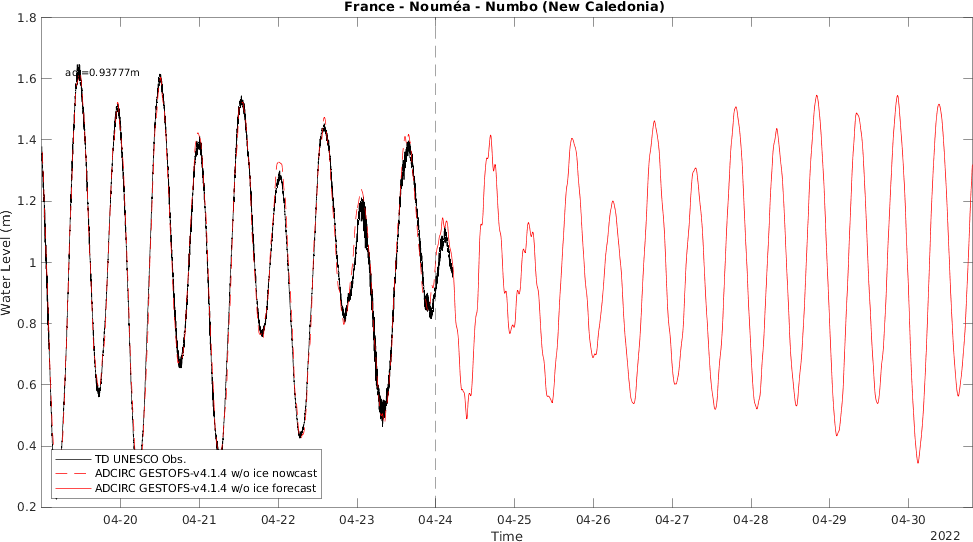 France - Nouméa - Numbo (New Caledonia)
1.8
1.6
1.4
1.2
1
0.8
0.6
0.4
0.2
Water Level (m)
=0.93777m
TD UNESCO Obs.
ADCIRC GESTOFS-v4.1.4 w/o ice nowcast
ADCIRC GESTOFS-v4.1.4 w/o ice forecast
04-20 04-21 04-22 04-23 04-24 04-25 04-26 04-27 04-28 04-29 04-30
Time
2022